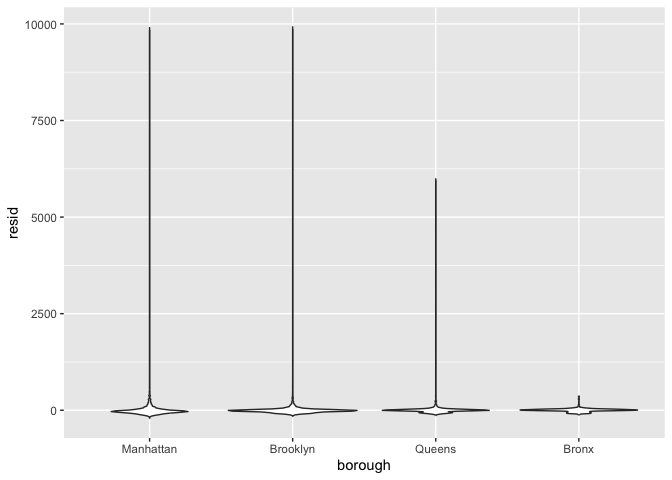 10000
7500
5000
2500
0
resid
Manhattan
Brooklyn
Queens
Bronx
borough